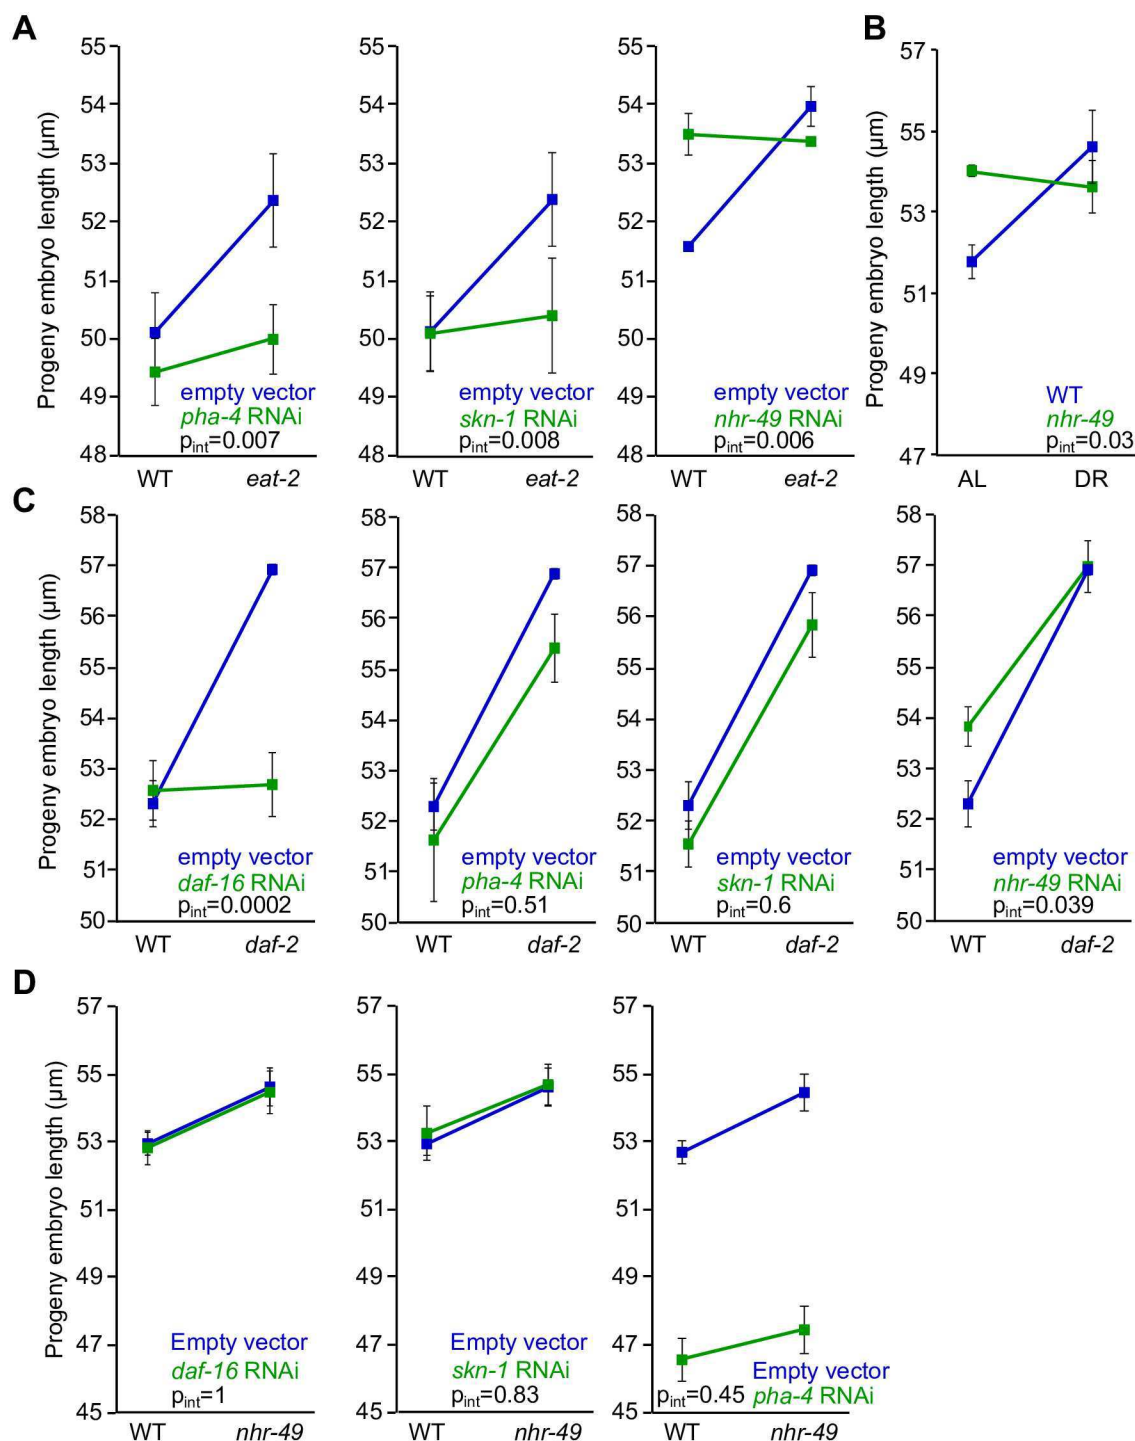 A
B
Progeny embryo length (µm)
55
54
53
52
51
50
49
48
empty vector
pha-4 RNAi
pint=0.007
WT
eat-2
55
54
53
52
51
50
49
48
empty vector
skn-1 RNAi
pint=0.008
WT
eat-2
55
54
53
52
51
50
49
48
empty vector
nhr-49 RNAi
pint=0.006
WT
eat-2
Progeny embryo length (µm)
57
55
53
51
49
47
WT
nhr-49
pint=0.03
AL
DR
C
Progeny embryo length (µm)
58
57
56
55
54
53
52
51
50
empty vector
daf-16 RNAi
pint=0.0002
WT
daf-2
58
57
56
55
54
53
52
51
50
empty vector
pha-4 RNAi
pint=0.51
WT
daf-2
58
57
56
55
54
53
52
51
50
empty vector
skn-1 RNAi
pint=0.6
WT
daf-2
58
57
56
55
54
53
52
51
50
empty vector
nhr-49 RNAi
pint=0.039
WT
daf-2
D
Progeny embryo length (µm)
57
55
53
51
49
47
45
Empty vector
daf-16 RNAi
pint=1
WT
nhr-49
57
55
53
51
49
47
45
Empty vector
skn-1 RNAi
pint=0.83
WT
nhr-49
57
55
53
51
49
47
45
Empty vector
pint=0.45 pha-4 RNAi
WT
nhr-49